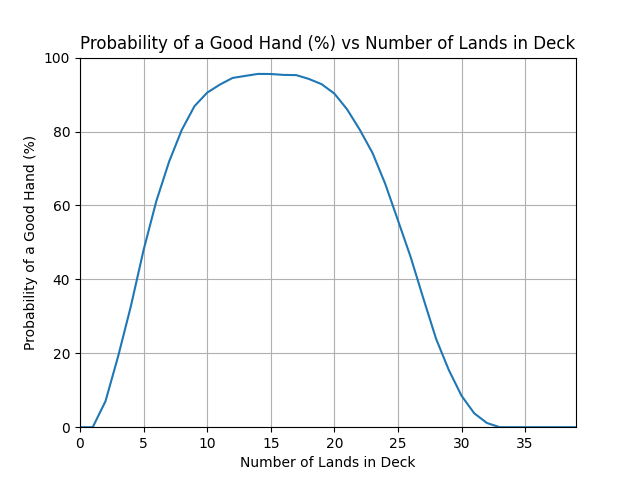 Probability of a Good Hand (%) vs Number of Lands in Deck
Probability of a Good Hand (%)
100
80
60
40
20
0
0 5 10 15 20 25 30 35
Number of Lands in Deck